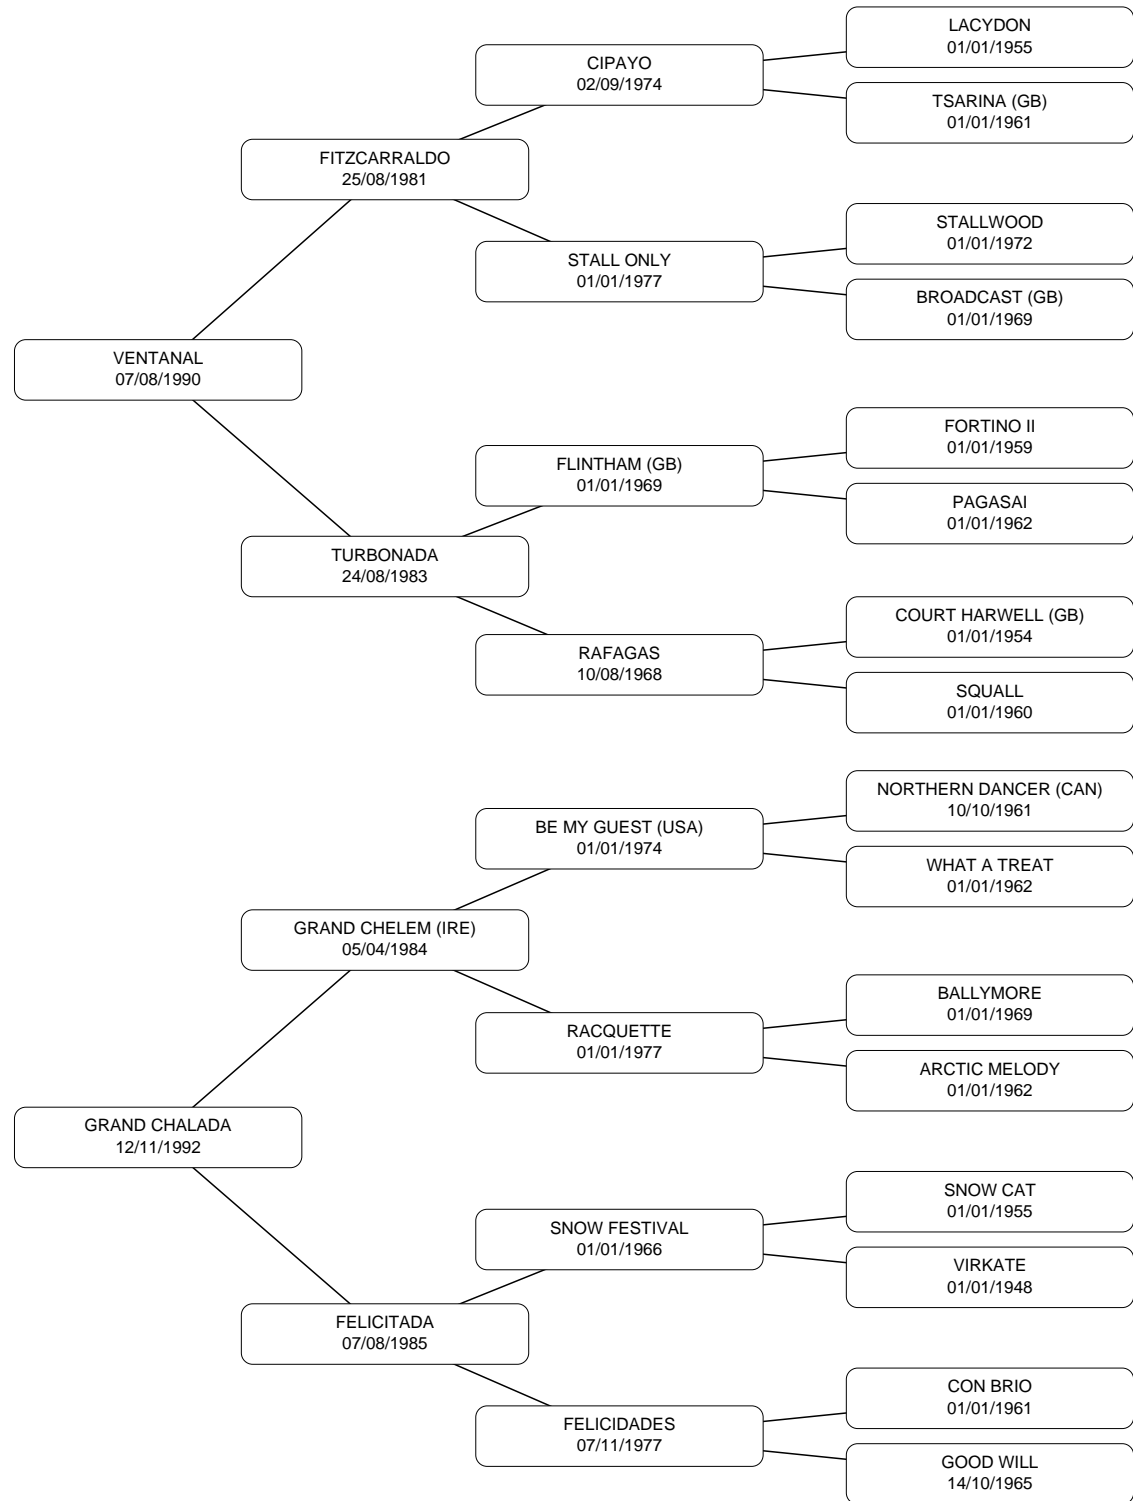 LACYDON
01/01/1955
CIPAYO
02/09/1974
TSARINA (GB)
01/01/1961
FITZCARRALDO
25/08/1981
STALLWOOD
01/01/1972
STALL ONLY
01/01/1977
BROADCAST (GB)
01/01/1969
VENTANAL
07/08/1990
FORTINO II
01/01/1959
FLINTHAM (GB)
01/01/1969
PAGASAI
01/01/1962
TURBONADA
24/08/1983
COURT HARWELL (GB)
01/01/1954
RAFAGAS
10/08/1968
SQUALL
01/01/1960
NORTHERN DANCER (CAN)
10/10/1961
BE MY GUEST (USA)
01/01/1974
WHAT A TREAT
01/01/1962
GRAND CHELEM (IRE)
05/04/1984
BALLYMORE
01/01/1969
RACQUETTE
01/01/1977
ARCTIC MELODY
01/01/1962
GRAND CHALADA
12/11/1992
SNOW CAT
01/01/1955
SNOW FESTIVAL
01/01/1966
VIRKATE
01/01/1948
FELICITADA
07/08/1985
CON BRIO
01/01/1961
FELICIDADES
07/11/1977
GOOD WILL
14/10/1965